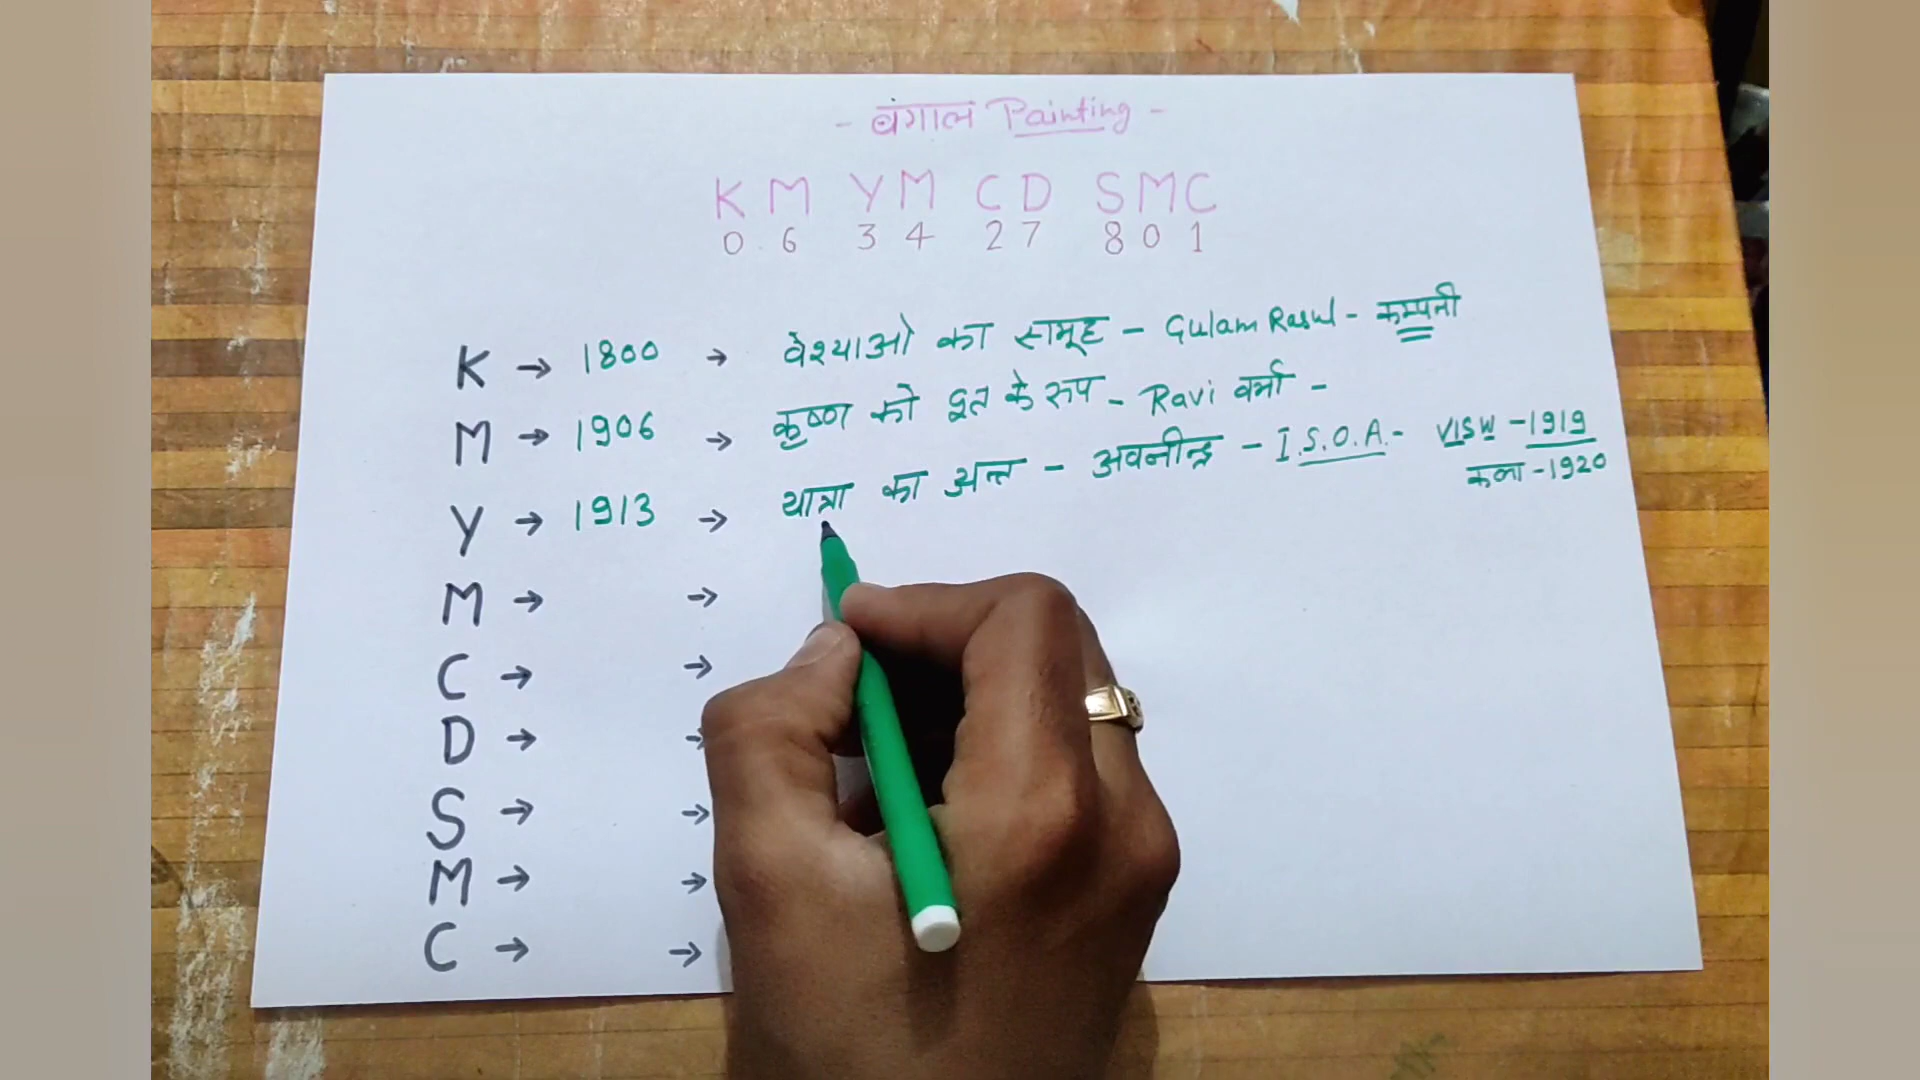 - बंगाल Painting -
K M Y M C D S M C
0 . 6 3 4 2 7 8 0 1
K → 1800 → वेश्याओ का समूह - Gulam Rasul - कम्पनी
M → 1906 → कृष्ण को दूत के रुप - Ravi वर्मा -
Y → 1913 → यात्रा का अन्त - अवनीन्द्र - I.S.O.A. - VISW - 1919
कला - 1920
M → →
C → →
D → →
S → →
M → →
C → →